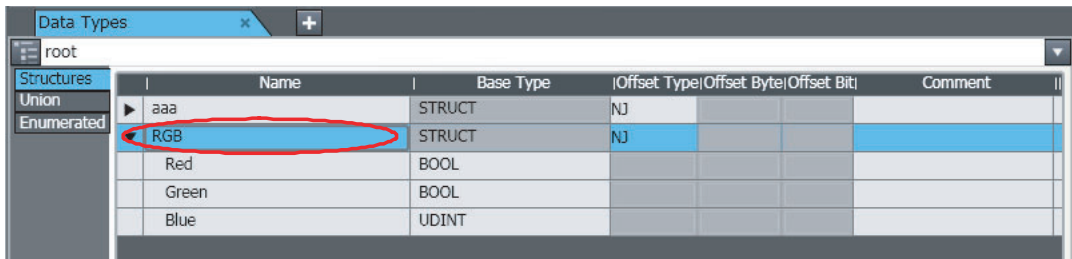 Data Types × +
root
Structures
Union
Enumerated
Name Base Type Offset Type Offset Byte Offset Bit Comment
aaa STRUCT NJ
RGB STRUCT NJ
Red BOOL
Green BOOL
Blue UDINT